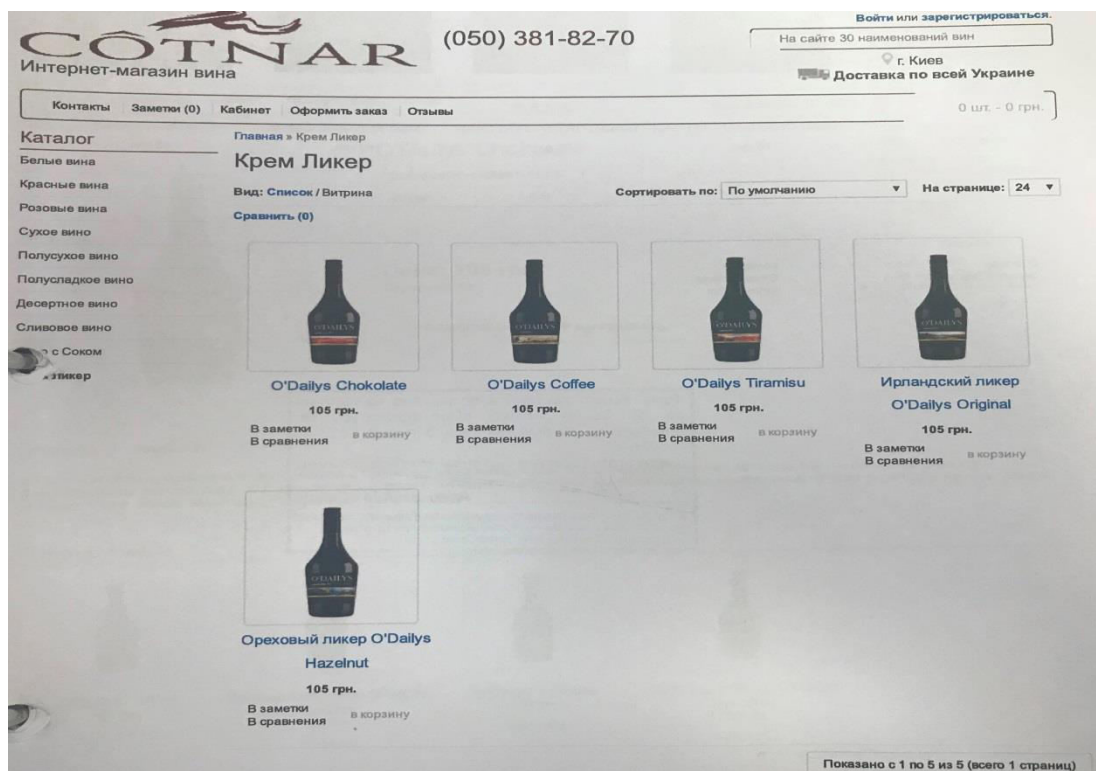 CÔTNAR
Интернет-магазин вина
(050) 381-82-70
Войти или зарегистрироваться.
На сайте 30 наименований вин
г. Киев
Доставка по всей Украине
Контакты Заметки (0) Кабинет Оформить заказ Отзывы
0 шт. - 0 грн.
Каталог
Белые вина
Красные вина
Розовые вина
Сухое вино
Полусухое вино
Полусладкое вино
Десертное вино
Сливовое вино
с Соком
Главная » Крем Ликер
Крем Ликер
Вид: Список / Витрина
Сортировать по: По умолчанию
На странице: 24
Сравнить (0)
O'DAILYS
O'Dailys Chokolate
105 грн.
В заметки
В сравнения
в корзину
O'DAILYS
O'Dailys Coffee
105 грн.
В заметки
В сравнения
в корзину
O'DAILYS
O'Dailys Tiramisu
105 грн.
В заметки
В сравнения
в корзину
O'DAILYS
Ирландский ликер
O'Dailys Original
105 грн.
В заметки
В сравнения
в корзину
O'DAILYS
Ореховый ликер O'Dailys
Hazelnut
105 грн.
В заметки
В сравнения
в корзину
Показано с 1 по 5 из 5 (всего 1 страниц)